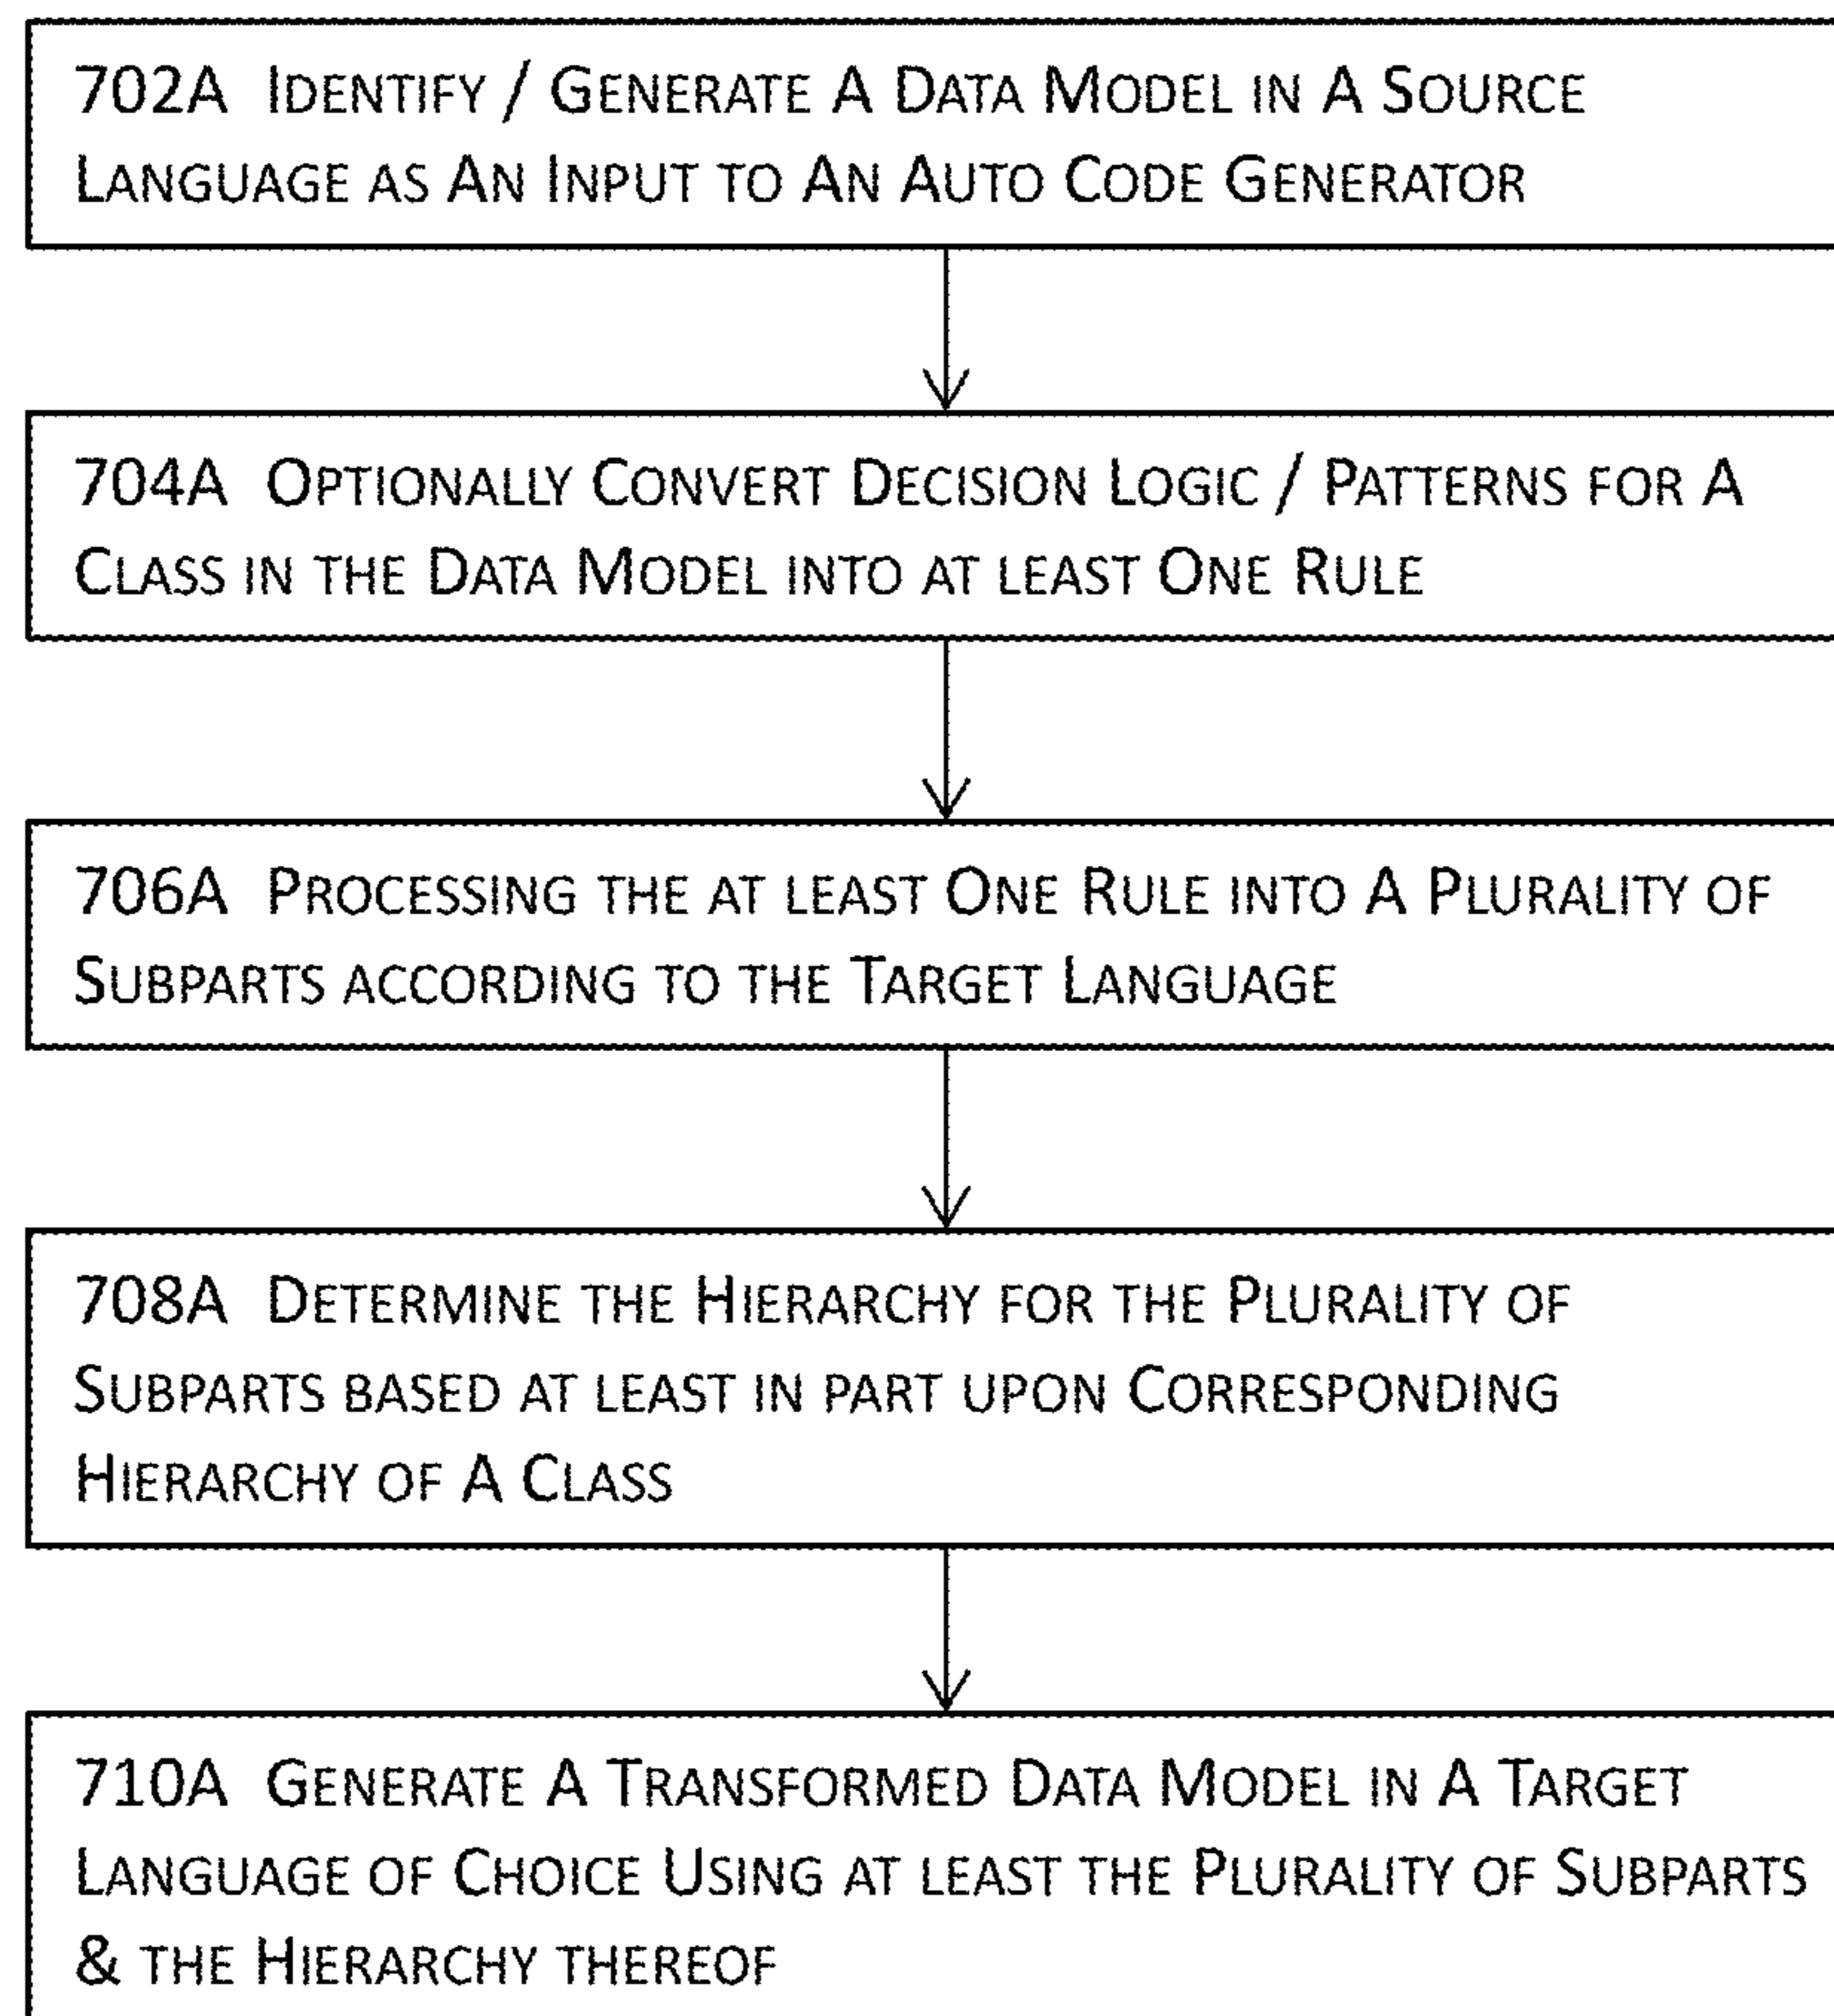 702A IDENTIFY / GENERATE A DATA MODEL IN A SOURCE
LANGUAGE AS AN INPUT TO AN AUTO CODE GENERATOR
704A OPTIONALLY CONVERT DECISION LOGIC / PATTERNS FOR A
CLASS IN THE DATA MODEL INTO AT LEAST ONE RULE
706A PROCESSING THE AT LEAST ONE RULE INTO A PLURALITY OF
SUBPARTS ACCORDING TO THE TARGET LANGUAGE
708A DETERMINE THE HIERARCHY FOR THE PLURALITY OF
SUBPARTS BASED AT LEAST IN PART UPON CORRESPONDING
HIERARCHY OF A CLASS
710A GENERATE A TRANSFORMED DATA MODEL IN A TARGET
LANGUAGE OF CHOICE USING AT LEAST THE PLURALITY OF SUBPARTS
& THE HIERARCHY THEREOF